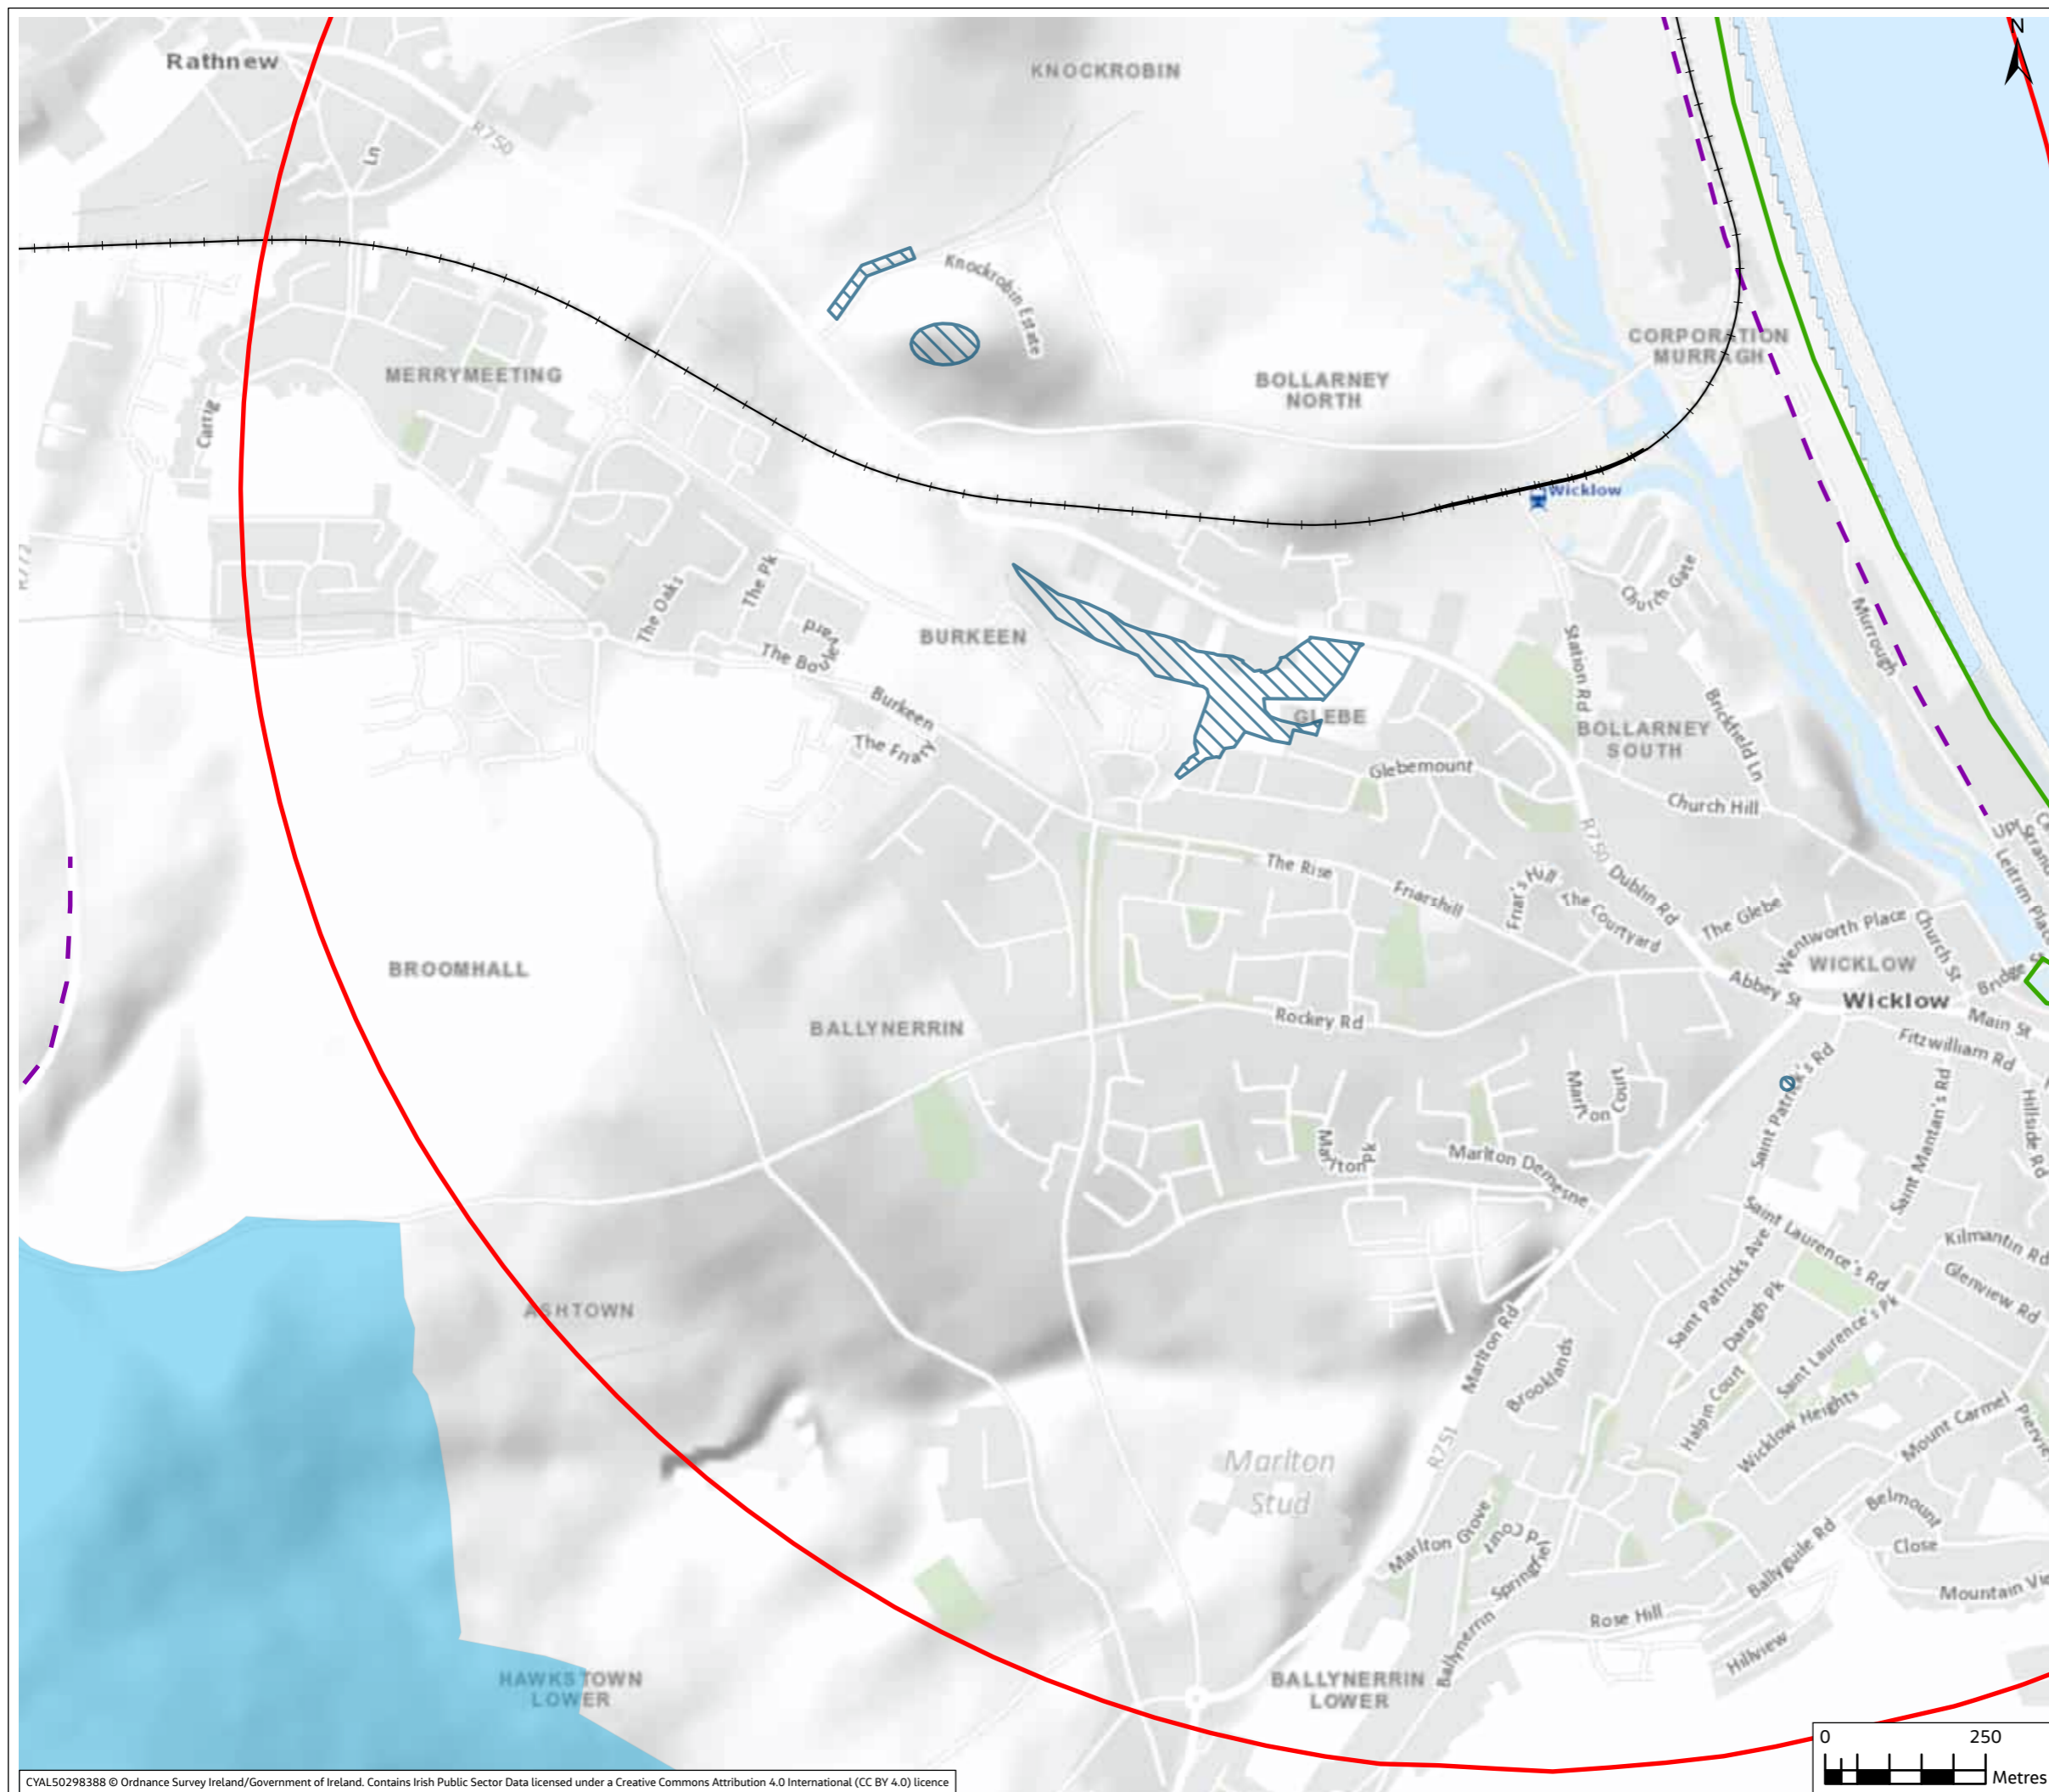 N
Rathnew
KNOCKROBIN
R750
Ln
Knockrobin Estate
CORPORATION
MURRAGH
MERRYMEETING
BOLLARNEY
NORTH
Carrig
Wicklow
R772
The Pk
The Oaks
Church Gate
BURKEEN
Murrough
Station Rd
Burkeen
The Friary
GLEBE
BOLLARNEY
SOUTH
Brickfield Ln
Glebemount
Church Hill
R750
The Rise
Friarshill
Friar's Hill
The Courtyard
Dublin Rd
The Glebe
Wentworth Place
Church St
Leitrim Place
BROOMHALL
WICKLOW
Abbey St
Bridge St
Wicklow
Main St
BALLYNERRIN
Rockey Rd
Fitzwilliam Rd
Saint Patrick's Rd
Marlton Court
Saint Mantan's Rd
Hillside Rd
Marlton Pk
Marlton Demesne
Saint Laurence's Rd
Kilmantin Rd
Saint Patricks Ave
Glenview Rd
Daragh Pk
ASHTOWN
Saint Laurence's Pk
Marlton Rd
Brooklands
Halpin Court
Wicklow Heights
Mount Carmel
R751
Marlton
Stud
Belmount
Marlton Grove
Close
Ballyguile Rd
Rose Hill
Hillview
Ballynerrin
HAWKSTOWN
LOWER
BALLYNERRIN
LOWER
0 250
Metres
CYAL50298388 © Ordnance Survey Ireland/Government of Ireland. Contains Irish Public Sector Data licensed under a Creative Commons Attribution 4.0 International (CC BY 4.0) licence